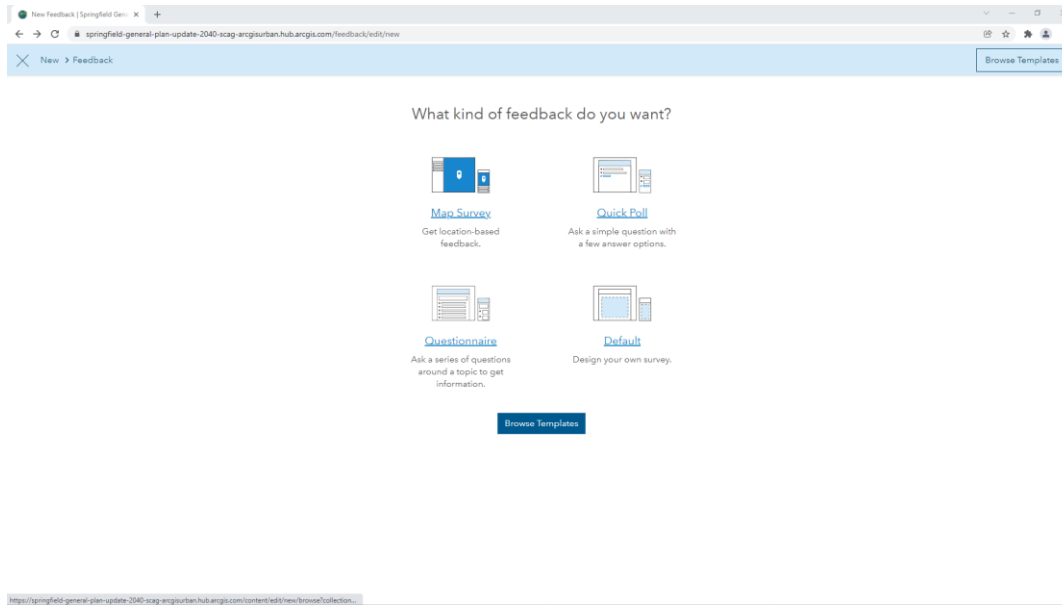 New Feedback | Springfield Gen
springfield-general-plan-update-2040-scag-arcgisurban.hub.arcgis.com/feedback/edit/new
New > Feedback
Browse Templates
What kind of feedback do you want?
Map Survey
Get location-based
feedback.
Quick Poll
Ask a simple question with
a few answer options.
Questionnaire
Ask a series of questions
around a topic to get
information.
Default
Design your own survey.
Browse Templates
https://springfield-general-plan-update-2040-scag-arcgisurban.hub.arcgis.com/content/edit/new/browse?collection...